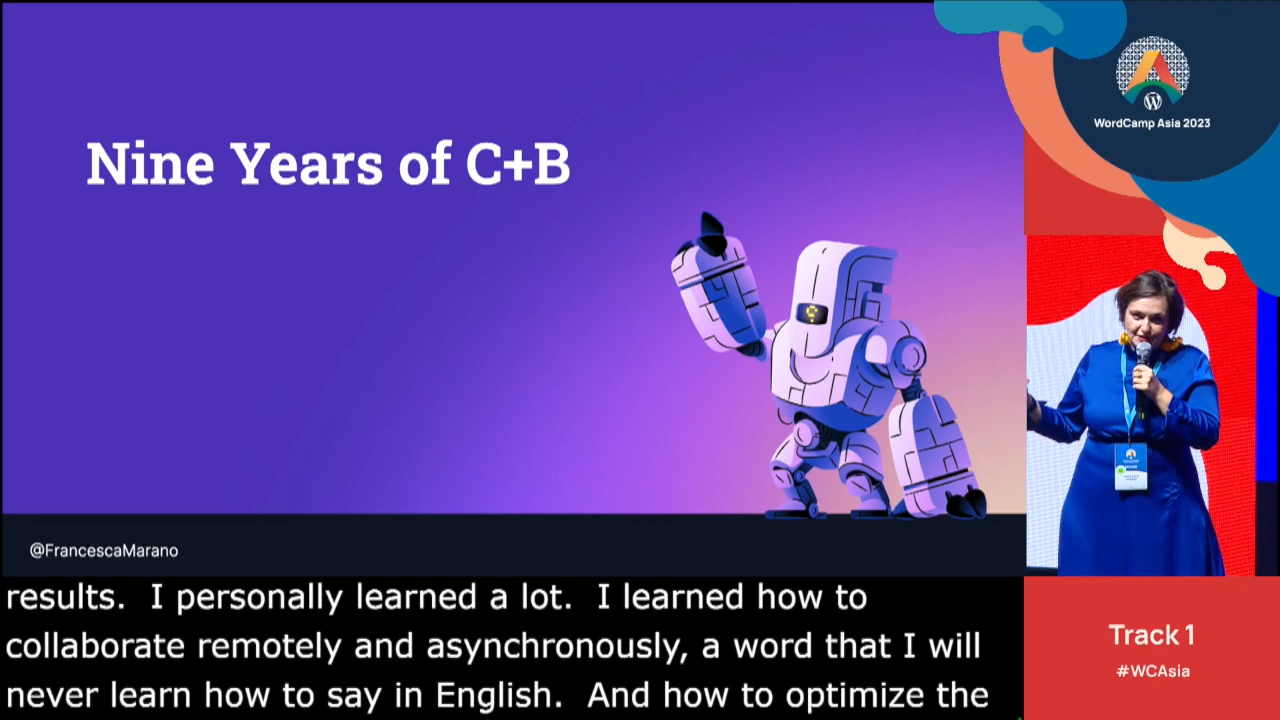 Nine Years of C+B
@FrancescaMarano
results.  I personally learned a lot.  I learned how to
collaborate remotely and asynchronously, a word that I will
never learn how to say in English.  And how to optimize the
WordCamp Asia 2023
Track 1
#WCAsia